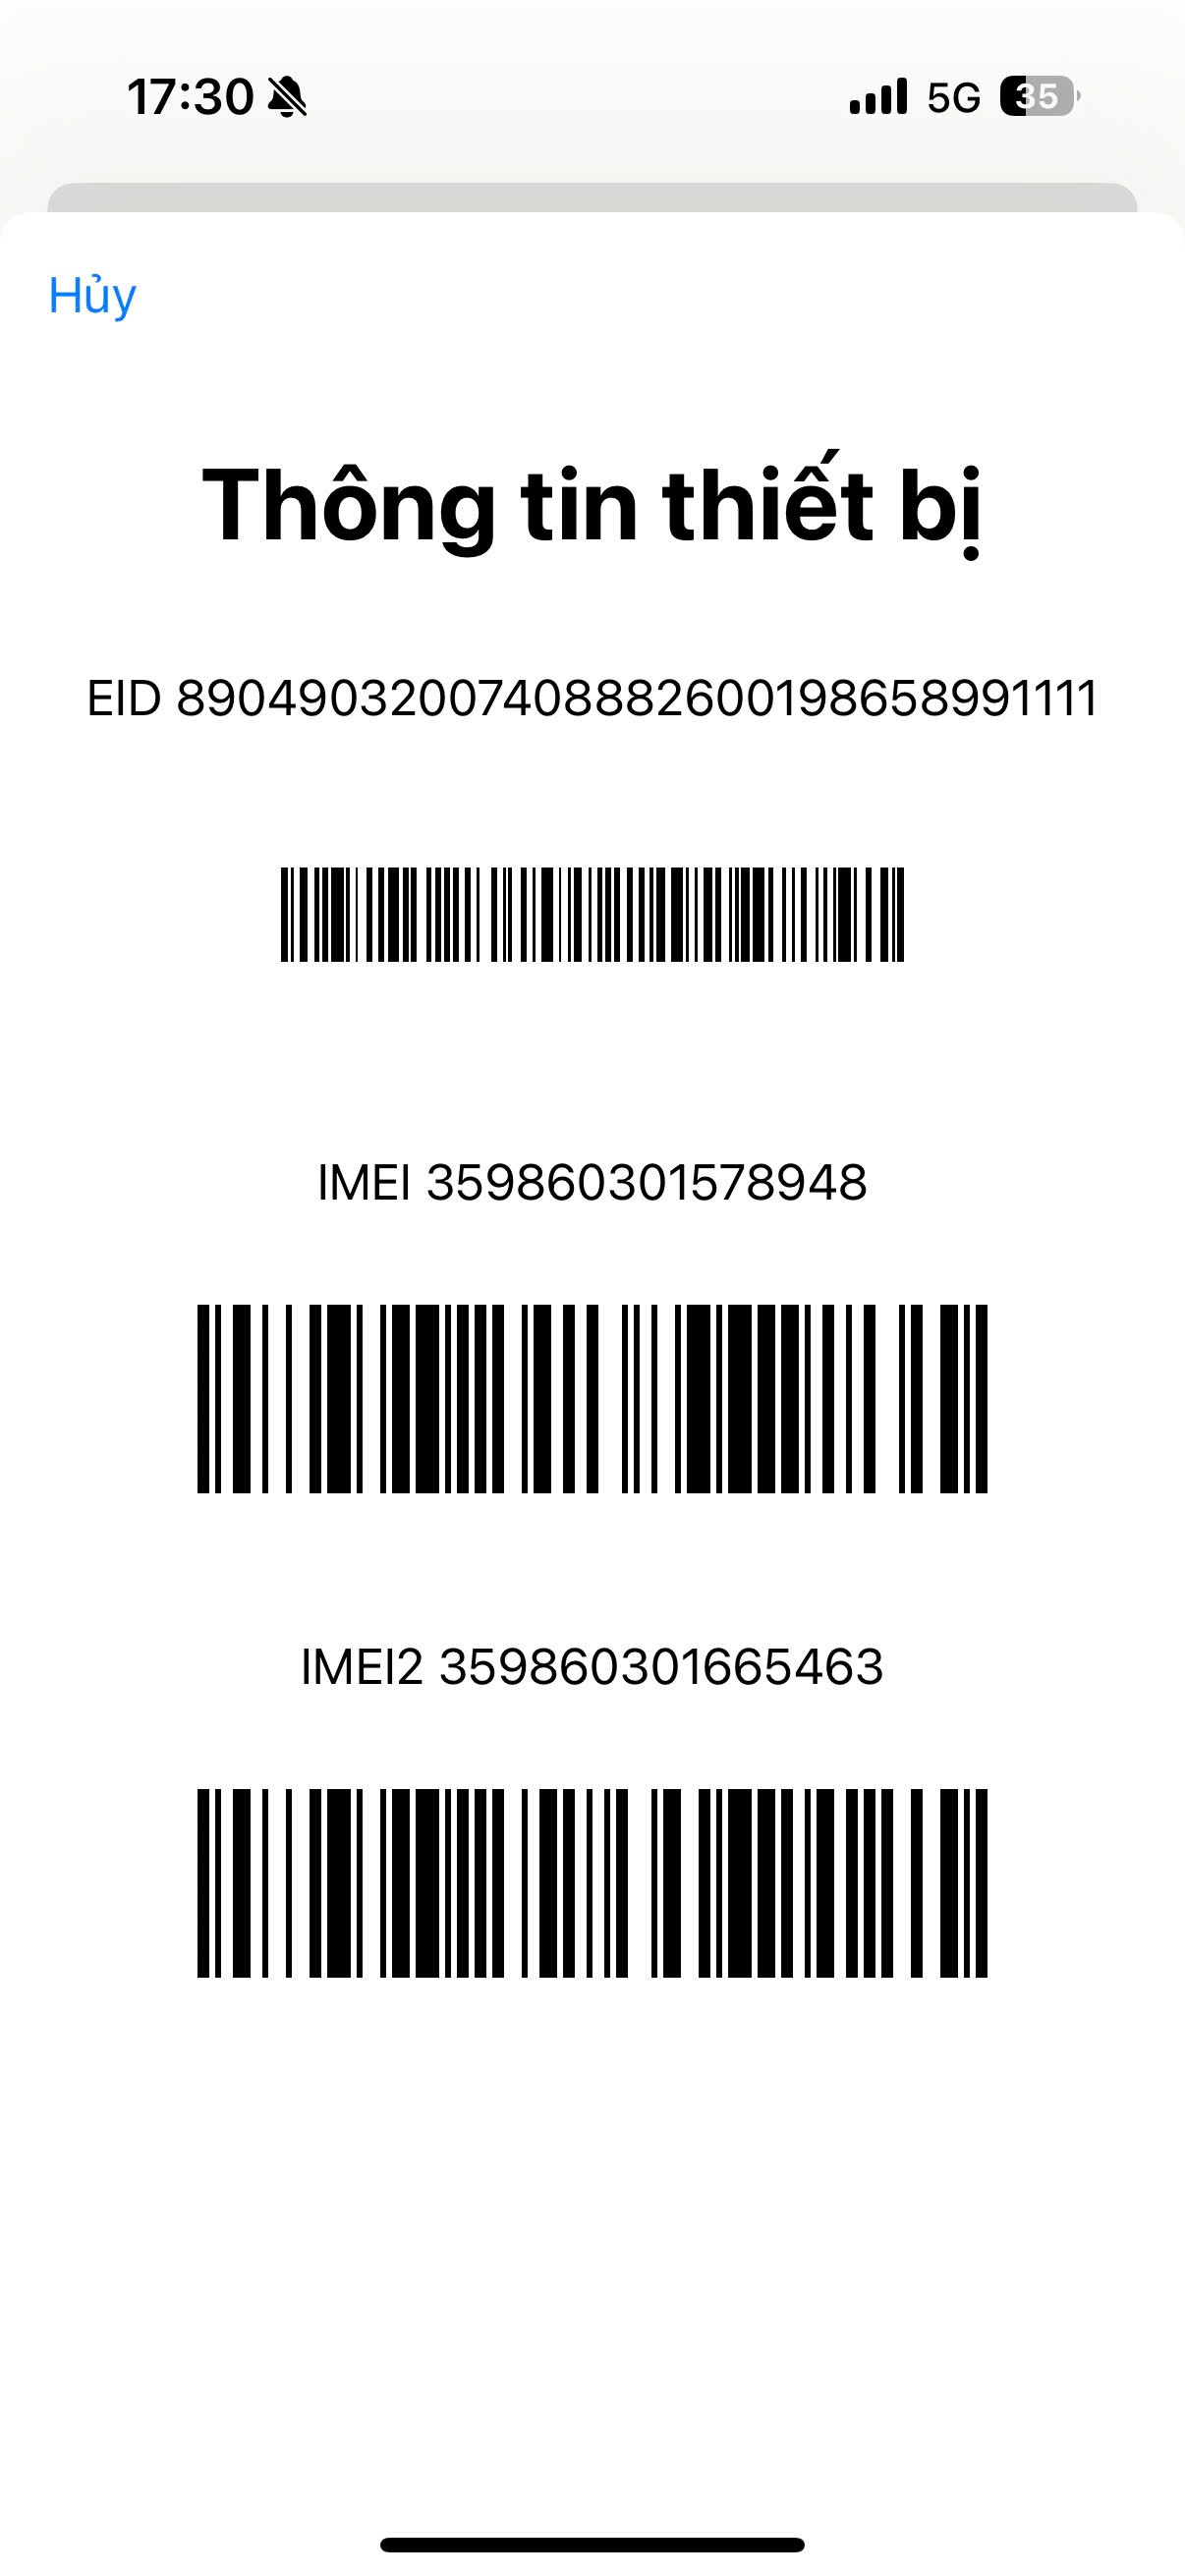 17:30 5G 35
Hủy
Thông tin thiết bị
EID 89049032007408882600198658991111
IMEI 359860301578948
IMEI2 359860301665463